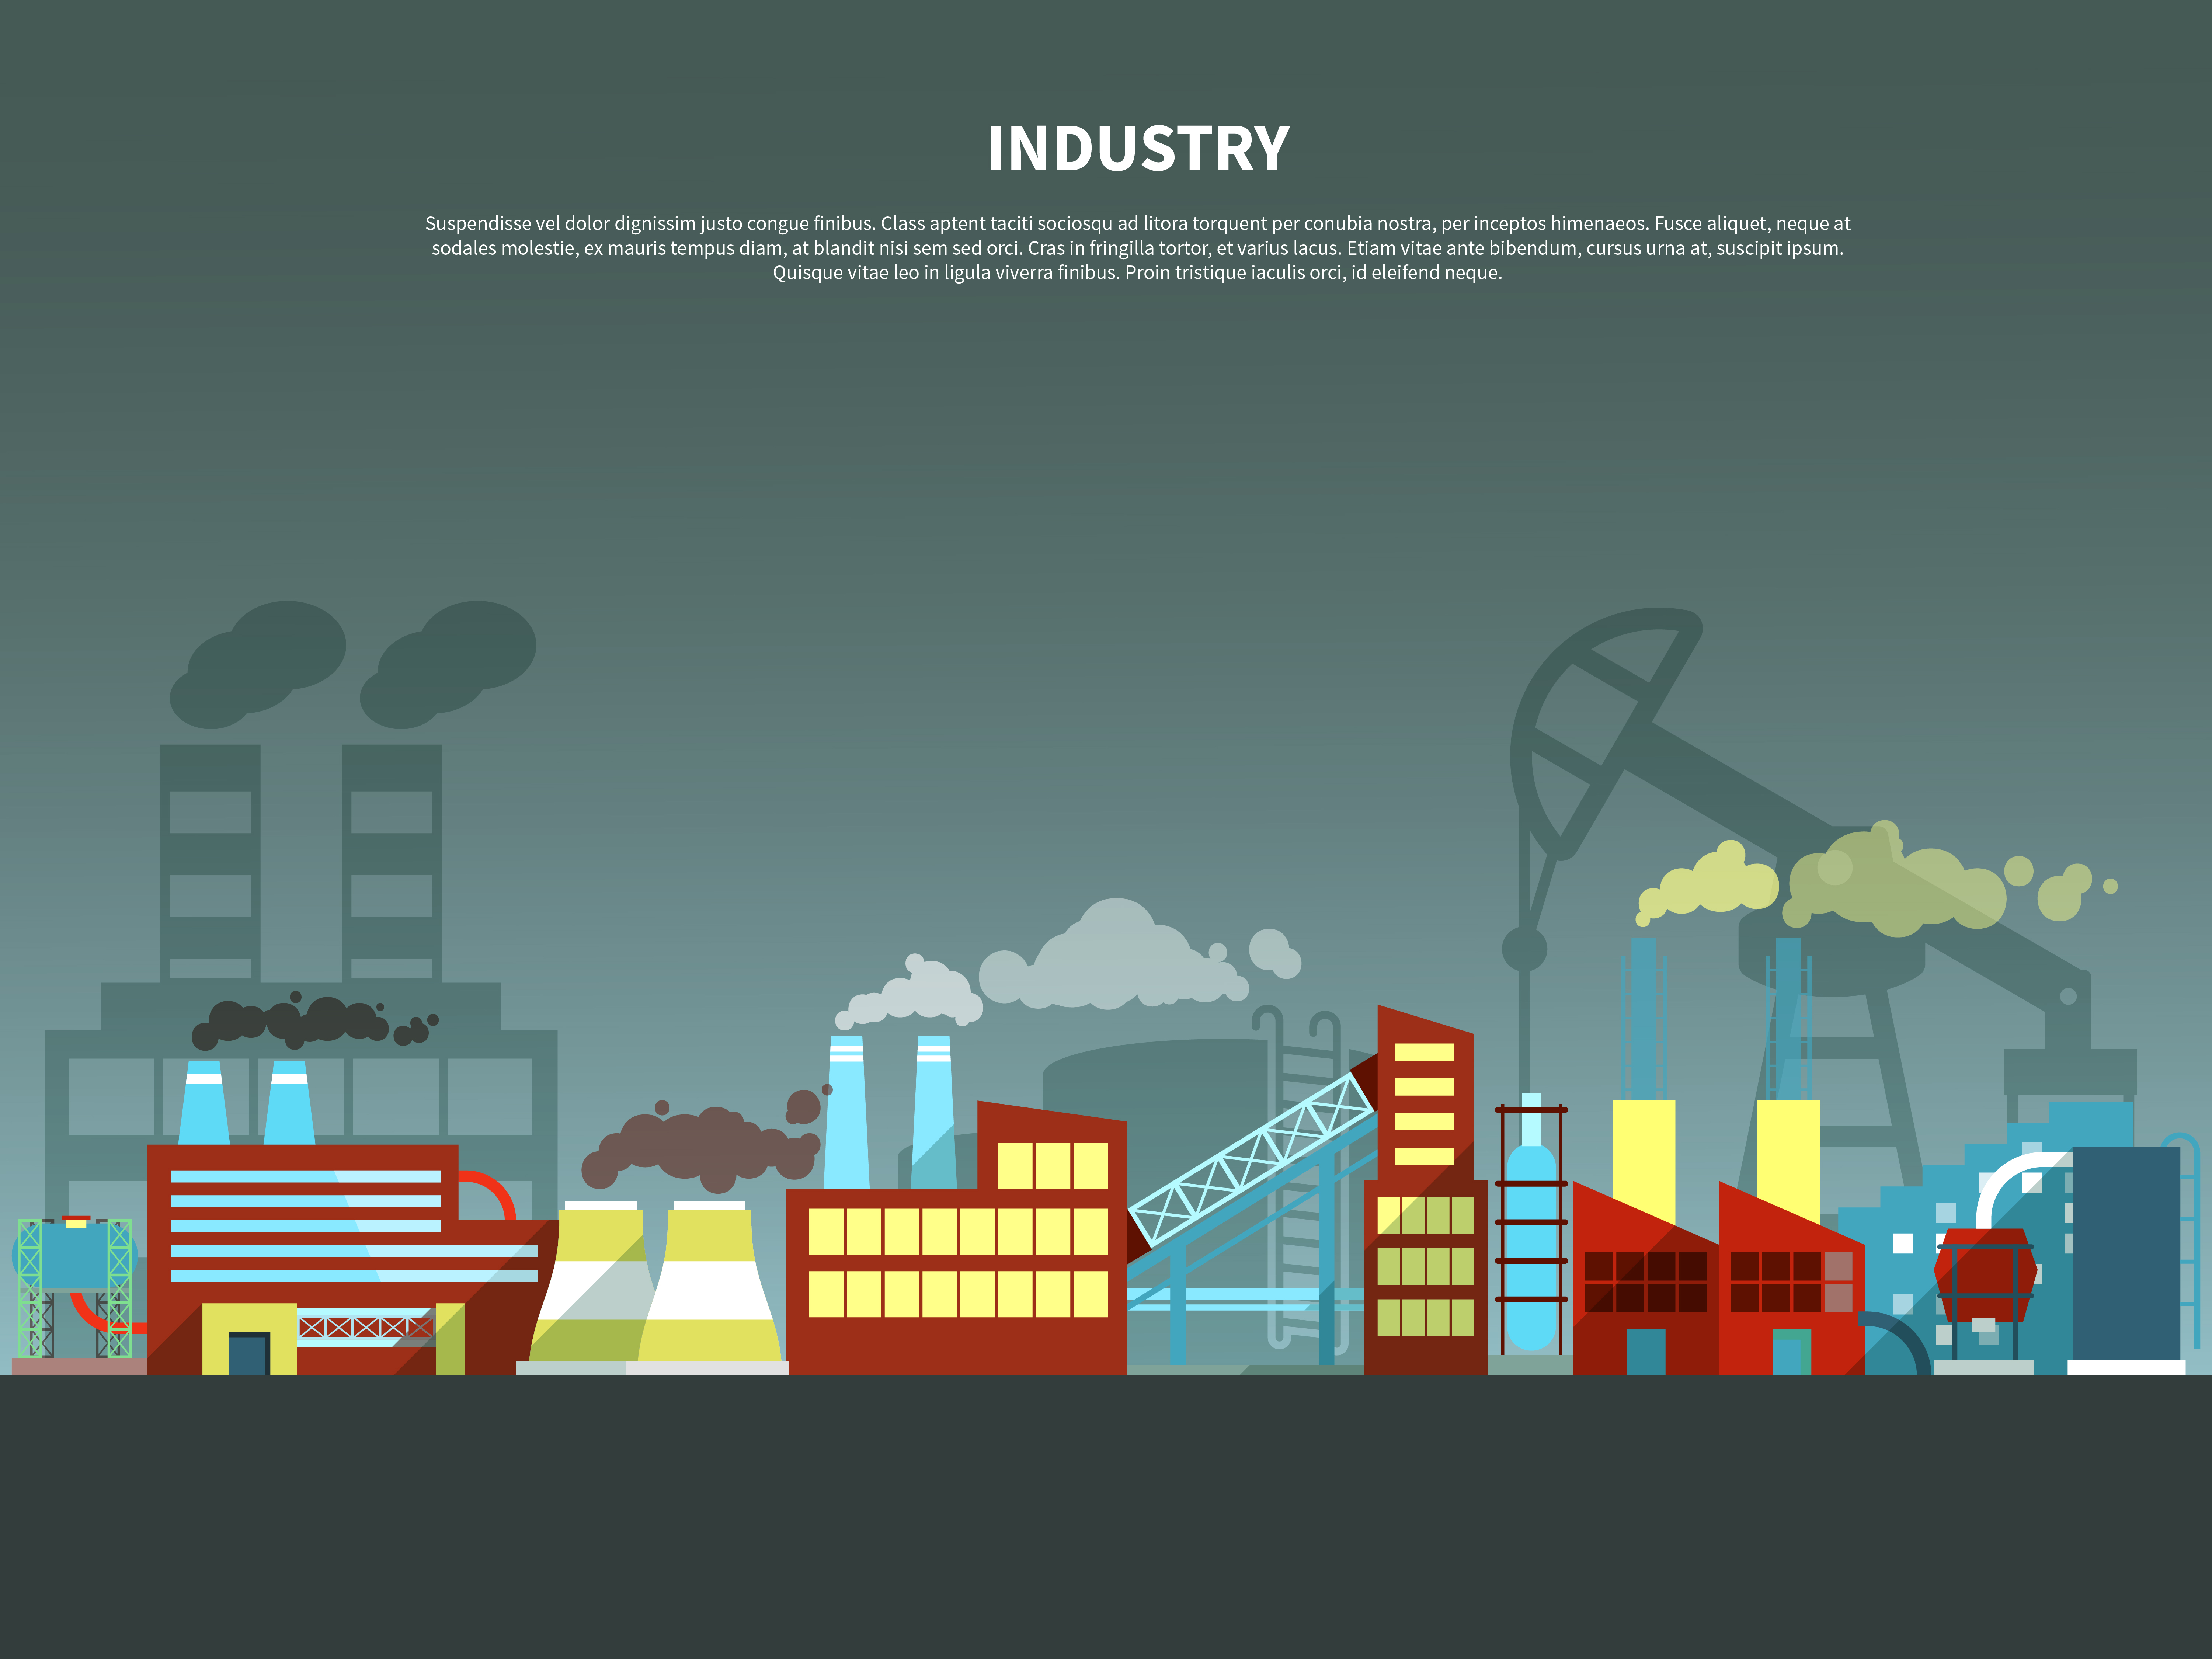 INDUSTRY
Suspendisse vel dolor dignissim justo congue finibus. Class aptent taciti sociosqu ad litora torquent per conubia nostra, per inceptos himenaeos. Fusce aliquet, neque at
sodales molestie, ex mauris tempus diam, at blandit nisi sem sed orci. Cras in fringilla tortor, et varius lacus. Etiam vitae ante bibendum, cursus urna at, suscipit ipsum.
Quisque vitae leo in ligula viverra finibus. Proin tristique iaculis orci, id eleifend neque.